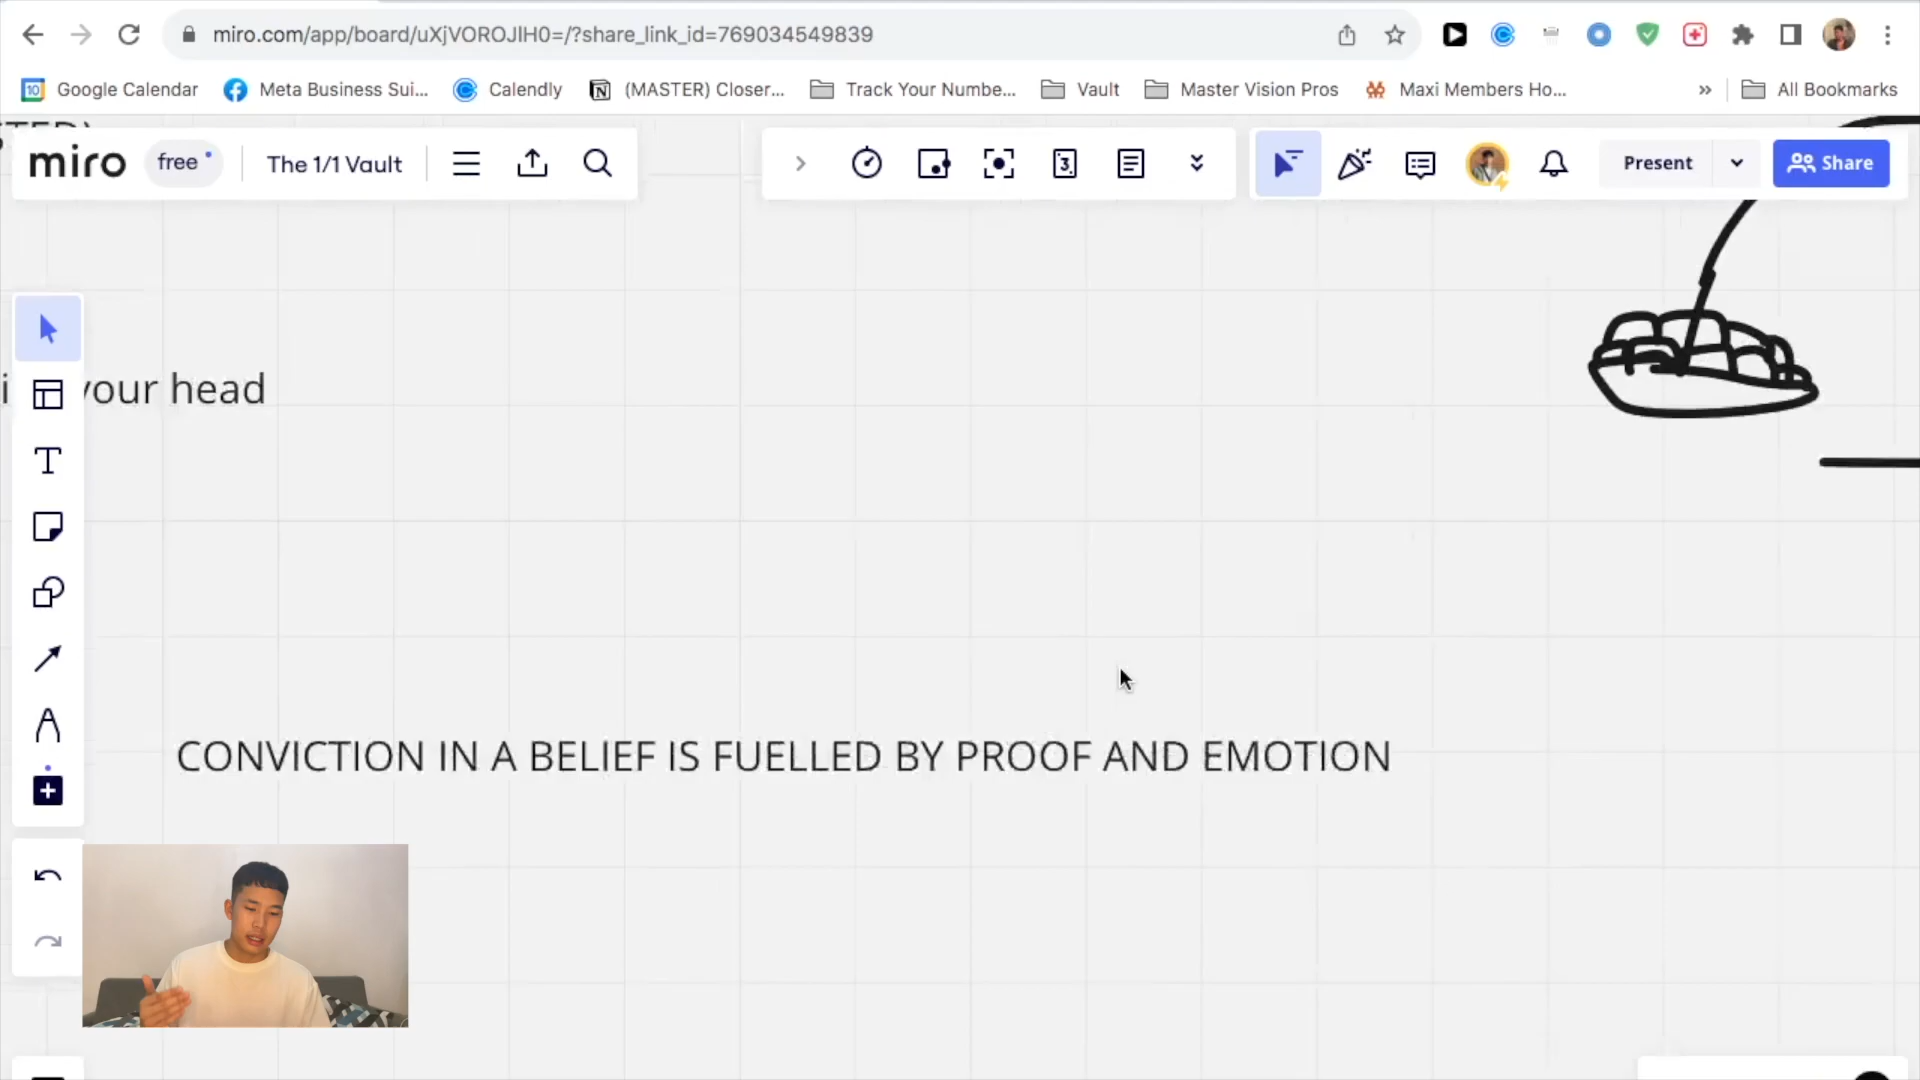 miro.com/app/board/uXjVOROJlH0=/?share_link_id=769034549839
Google Calendar
Meta Business Sui...
Calendly
(MASTER) Closer...
Track Your Numbe...
Vault
Master Vision Pros
Maxi Members Ho...
»
All Bookmarks
miro
free
The 1/1 Vault
Present
Share
your head
CONVICTION IN A BELIEF IS FUELLED BY PROOF AND EMOTION